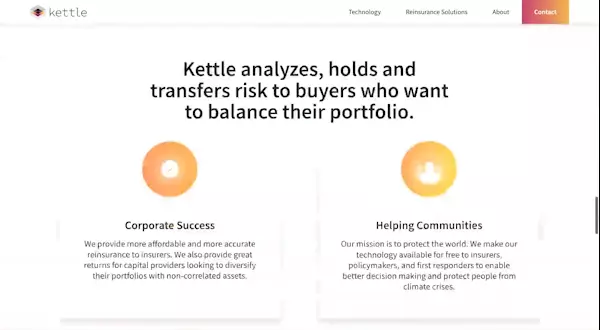 kettle
Technology
Reinsurance Solutions
About
Contact
Kettle analyzes, holds and
transfers risk to buyers who want
to balance their portfolio.
Corporate Success
We provide more affordable and more accurate
reinsurance to insurers. We also provide great
returns for capital providers looking to diversify
their portfolios with non-correlated assets.
Helping Communities
Our mission is to protect the world. We make our
technology available for free to insurers,
policymakers, and first responders to enable
better decision making and protect people from
climate crises.